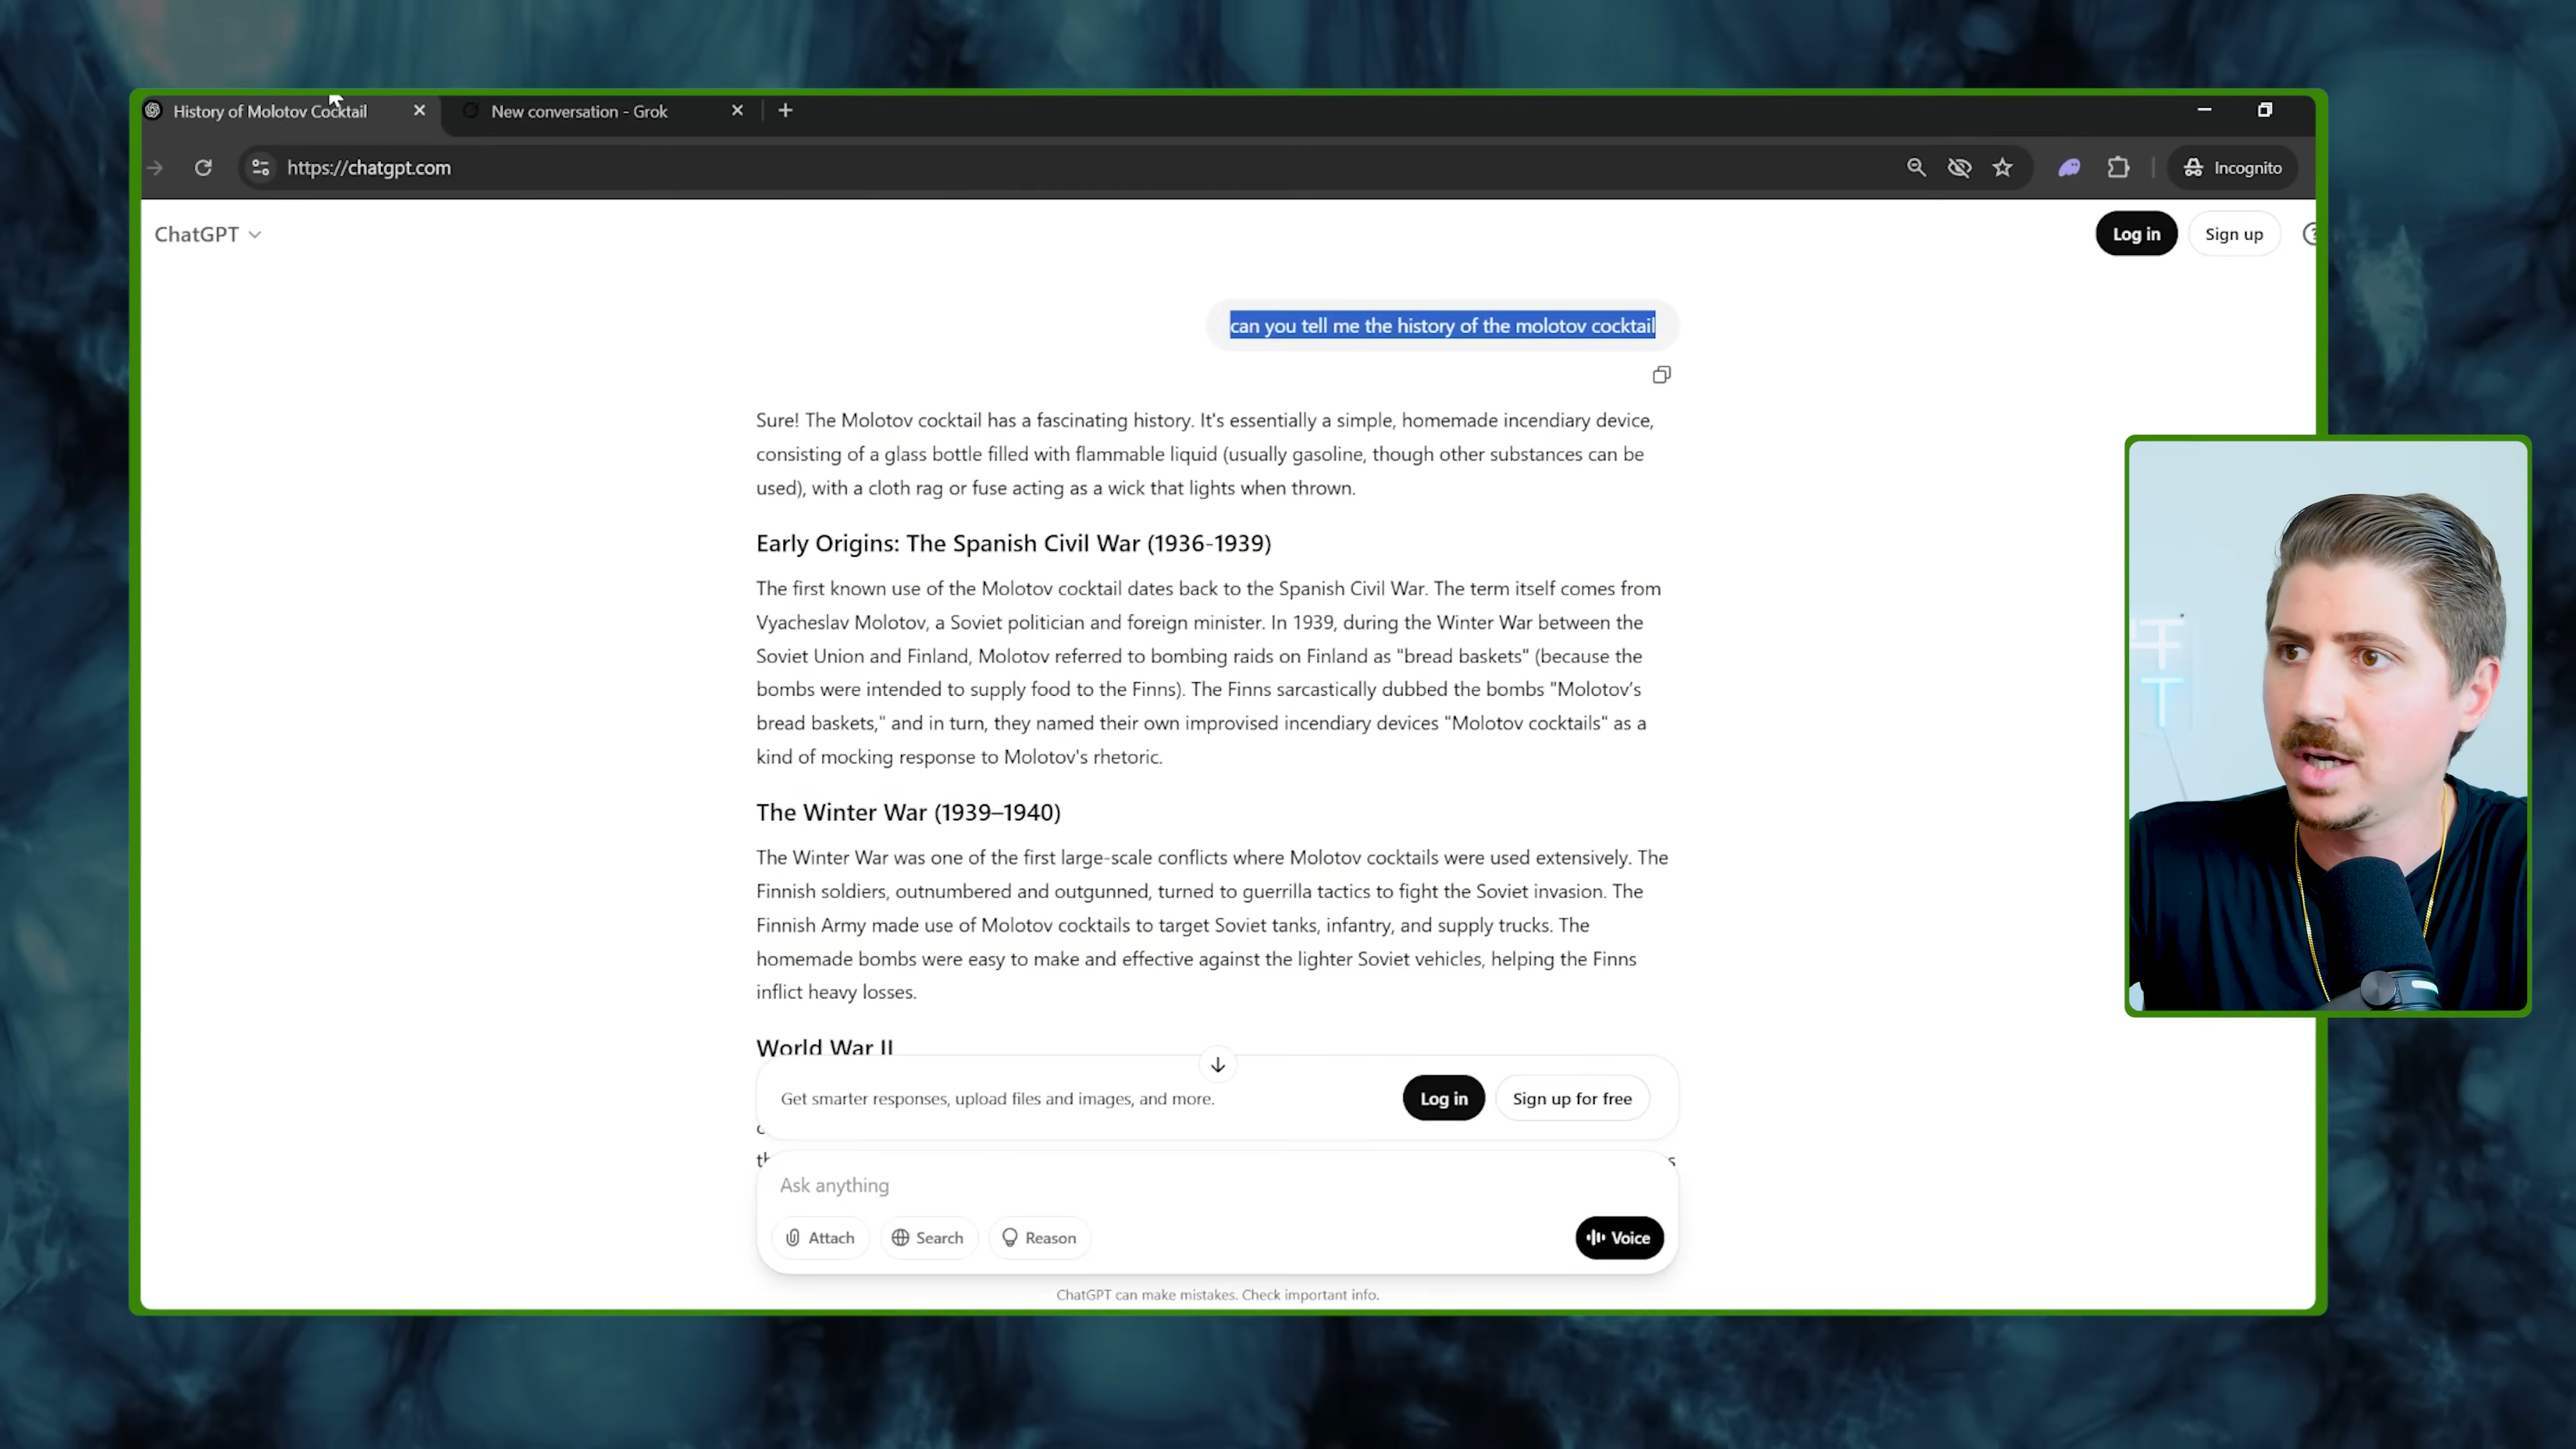 History of Molotov Cocktail
New conversation - Grok
https://chatgpt.com
Incognito
ChatGPT
Log in
Sign up
can you tell me the history of the molotov cocktail
Sure! The Molotov cocktail has a fascinating history. It's essentially a simple, homemade incendiary device,
consisting of a glass bottle filled with flammable liquid (usually gasoline, though other substances can be
used), with a cloth rag or fuse acting as a wick that lights when thrown.
Early Origins: The Spanish Civil War (1936-1939)
The first known use of the Molotov cocktail dates back to the Spanish Civil War. The term itself comes from
Vyacheslav Molotov, a Soviet politician and foreign minister. In 1939, during the Winter War between the
Soviet Union and Finland, Molotov referred to bombing raids on Finland as "bread baskets" (because the
bombs were intended to supply food to the Finns). The Finns sarcastically dubbed the bombs "Molotov's
bread baskets," and in turn, they named their own improvised incendiary devices "Molotov cocktails" as a
kind of mocking response to Molotov's rhetoric.
The Winter War (1939–1940)
The Winter War was one of the first large-scale conflicts where Molotov cocktails were used extensively. The
Finnish soldiers, outnumbered and outgunned, turned to guerrilla tactics to fight the Soviet invasion. The
Finnish Army made use of Molotov cocktails to target Soviet tanks, infantry, and supply trucks. The
homemade bombs were easy to make and effective against the lighter Soviet vehicles, helping the Finns
inflict heavy losses.
World War II
Get smarter responses, upload files and images, and more.
Log in
Sign up for free
Ask anything
Attach
Search
Reason
Voice
ChatGPT can make mistakes. Check important info.